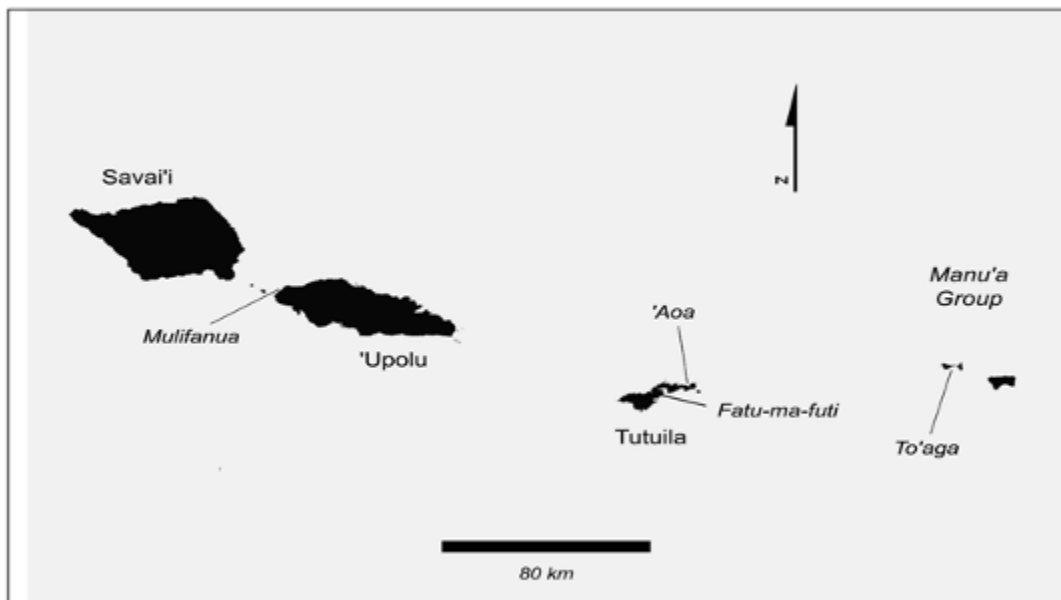 Savai'i
Manu'a
Group
z
Mulifanua
'Upolu
'Aoa
Fatu-ma-futi
Tutuila
To'aga
80 km